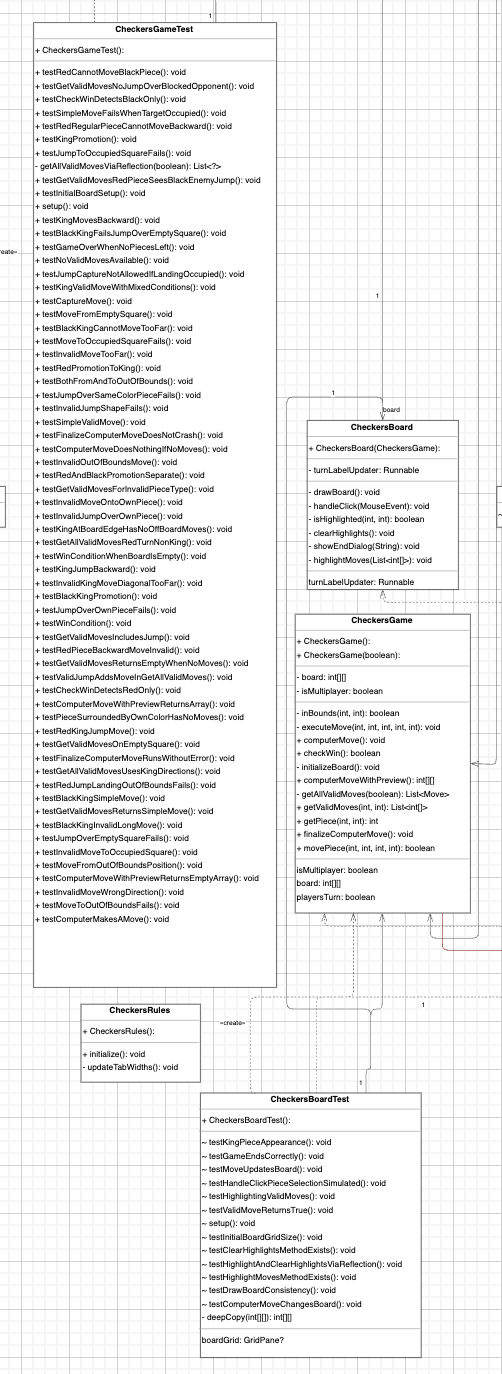 1
CheckersGameTest
+ CheckersGameTest():
+ testRedCannotMoveBlackPiece(): void
+ testGetValidMovesNoJumpOverBlockedOpponent(): void
+ testCheckWinDetectsBlackOnly(): void
+ testSimpleMoveFailsWhenTargetOccupied(): void
+ testRedRegularPieceCannotMoveBackward(): void
+ testKingPromotion(): void
+ testJumpToOccupiedSquareFails(): void
- getAllValidMovesViaReflection(boolean): List<?>
+ testGetValidMovesRedPieceSeesBlackEnemyJump(): void
+ testInitialBoardSetup(): void
+ setup(): void
+ testKingMovesBackward(): void
+ testBlackKingFailsJumpOverEmptySquare(): void
+ testGameOverWhenNoPiecesLeft(): void
+ testNoValidMovesAvailable(): void
+ testJumpCaptureNotAllowedIfLandingOccupied(): void
+ testKingValidMoveWithMixedConditions(): void
+ testCaptureMove(): void
+ testMoveFromEmptySquare(): void
+ testBlackKingCannotMoveTooFar(): void
+ testMoveToOccupiedSquareFails(): void
+ testInvalidMoveTooFar(): void
+ testRedPromotionToKing(): void
+ testBothFromAndToOutOfBounds(): void
+ testJumpOverSameColorPieceFails(): void
+ testInvalidJumpShapeFails(): void
+ testSimpleValidMove(): void
+ testFinalizeComputerMoveDoesNotCrash(): void
+ testComputerMoveDoesNothingIfNoMoves(): void
+ testInvalidOutOfBoundsMove(): void
+ testRedAndBlackPromotionSeparate(): void
+ testGetValidMovesForInvalidPieceType(): void
+ testInvalidMoveOntoOwnPiece(): void
+ testInvalidJumpOverOwnPiece(): void
+ testKingAtBoardEdgeHasNoOffBoardMoves(): void
+ testGetAllValidMovesRedTurnNonKing(): void
+ testWinConditionWhenBoardIsEmpty(): void
+ testKingJumpBackward(): void
+ testInvalidKingMoveDiagonalTooFar(): void
+ testBlackKingPromotion(): void
+ testJumpOverOwnPieceFails(): void
+ testWinCondition(): void
+ testGetValidMovesIncludesJump(): void
+ testRedPieceBackwardMoveInvalid(): void
+ testGetValidMovesReturnsEmptyWhenNoMoves(): void
+ testValidJumpAddsMoveInGetAllValidMoves(): void
+ testCheckWinDetectsRedOnly(): void
+ testComputerMoveWithPreviewReturnsArray(): void
+ testPieceSurroundedByOwnColorHasNoMoves(): void
+ testRedKingJumpMove(): void
+ testGetValidMovesOnEmptySquare(): void
+ testFinalizeComputerMoveRunsWithoutError(): void
+ testGetAllValidMovesUsesKingDirections(): void
+ testRedJumpLandingOutOfBoundsFails(): void
+ testBlackKingSimpleMove(): void
+ testGetValidMovesReturnsSimpleMove(): void
+ testBlackKingInvalidLongMove(): void
+ testJumpOverEmptySquareFails(): void
+ testInvalidMoveToOccupiedSquare(): void
+ testMoveFromOutOfBoundsPosition(): void
+ testComputerMoveWithPreviewReturnsEmptyArray(): void
+ testInvalidMoveWrongDirection(): void
+ testMoveToOutOfBoundsFails(): void
+ testComputerMakesAMove(): void
reate»
1
1
board
CheckersBoard
+ CheckersBoard(CheckersGame):
- turnLabelUpdater: Runnable
- drawBoard(): void
- handleClick(MouseEvent): void
- isHighlighted(int, int): boolean
- clearHighlights(): void
- showEndDialog(String): void
- highlightMoves(List<int[]>): void
turnLabelUpdater: Runnable
CheckersGame
+ CheckersGame():
+ CheckersGame(boolean):
- board: int[][]
- isMultiplayer: boolean
- inBounds(int, int): boolean
- executeMove(int, int, int, int, int): void
+ computerMove(): void
+ checkWin(): boolean
- initializeBoard(): void
+ computerMoveWithPreview(): int[][]
- getAllValidMoves(boolean): List<Move>
+ getValidMoves(int, int): List<int[]>
+ getPiece(int, int): int
+ finalizeComputerMove(): void
+ movePiece(int, int, int, int): boolean
isMultiplayer: boolean
board: int[][]
playersTurn: boolean
CheckersRules
+ CheckersRules():
+ initialize(): void
- updateTabWidths(): void
1
«create»
1
CheckersBoardTest
+ CheckersBoardTest():
~ testKingPieceAppearance(): void
~ testGameEndsCorrectly(): void
~ testMoveUpdatesBoard(): void
~ testHandleClickPieceSelectionSimulated(): void
~ testHighlightingValidMoves(): void
~ testValidMoveReturnsTrue(): void
~ setup(): void
~ testInitialBoardGridSize(): void
~ testClearHighlightsMethodExists(): void
~ testHighlightAndClearHighlightsViaReflection(): void
~ testHighlightMovesMethodExists(): void
~ testDrawBoardConsistency(): void
~ testComputerMoveChangesBoard(): void
- deepCopy(int[][]): int[][]
boardGrid: GridPane?